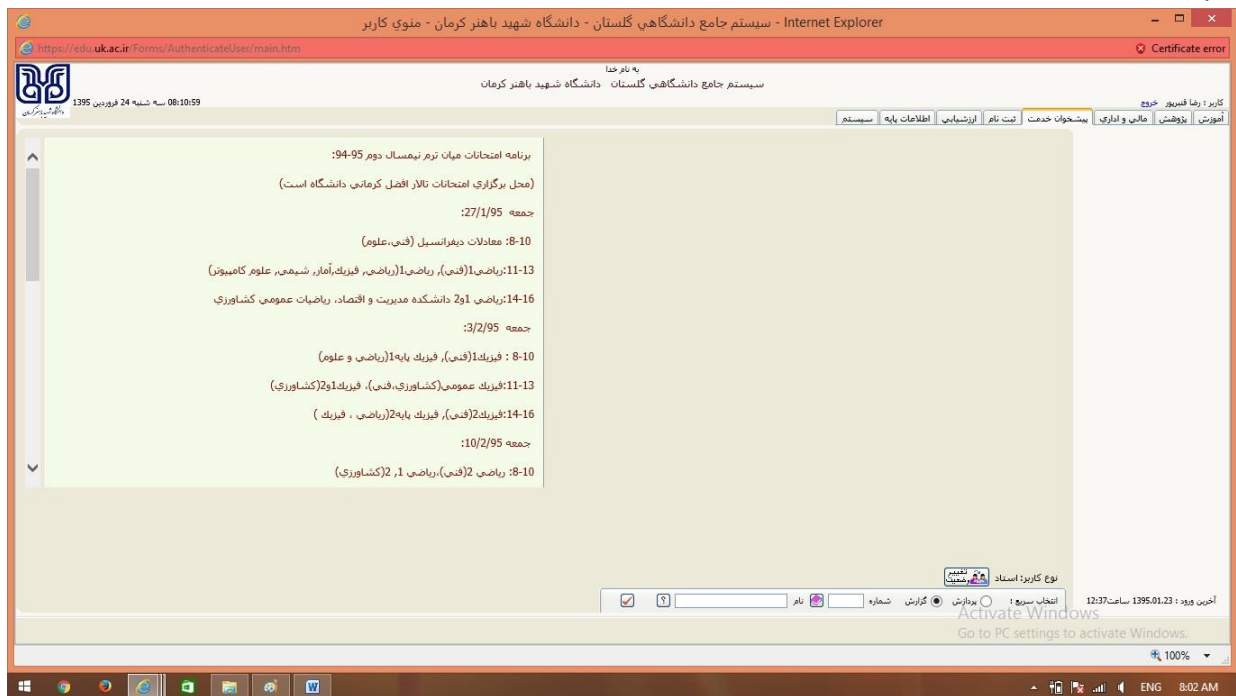 سيستم جامع دانشگاهي گلستان - دانشگاه شهيد باهنر كرمان - منوي كاربر - Internet Explorer
https://edu.uk.ac.ir/Forms/AuthenticateUser/main.htm
Certificate error
به نام خدا
سيستم جامع دانشگاهي گلستان دانشگاه شهيد باهنر كرمان
كاربر : رضا قنبرپور خروج
08:10:59 سه شنبه 24 فروردين 1395
آموزش پژوهش مالي و اداري پيشخوان خدمت ثبت نام ارزشيابي اطلاعات پايه سيستم
برنامه امتحانات ميان ترم نيمسال دوم 95-94:
(محل برگزاري امتحانات تالار افضل كرماني دانشگاه است)
جمعه 27/1/95:
8-10: معادلات ديفرانسيل (فني،علوم)
11-13:رياضي1(فني), رياضي1(رياضي, فيزيك,آمار, شيمي, علوم كامپيوتر)
14-16:رياضي 1و2 دانشكده مديريت و اقتصاد، رياضيات عمومي كشاورزي
جمعه 3/2/95:
8-10 : فيزيك1(فني), فيزيك پايه1(رياضي و علوم)
11-13:فيزيك عمومي(كشاورزي،فني)، فيزيك1و2(كشاورزي)
14-16:فيزيك2(فني), فيزيك پايه2(رياضي ، فيزيك )
جمعه 10/2/95:
8-10: رياضي 2(فني)،رياضي 1, 2(كشاورزي)
نوع كاربر: استاد تغيير وضعيت
آخرين ورود : 1395.01.23 ساعت12:37
انتخاب سريع : پردازش گزارش شماره نام
Activate Windows
Go to PC settings to activate Windows.
100%
ENG 8:02 AM